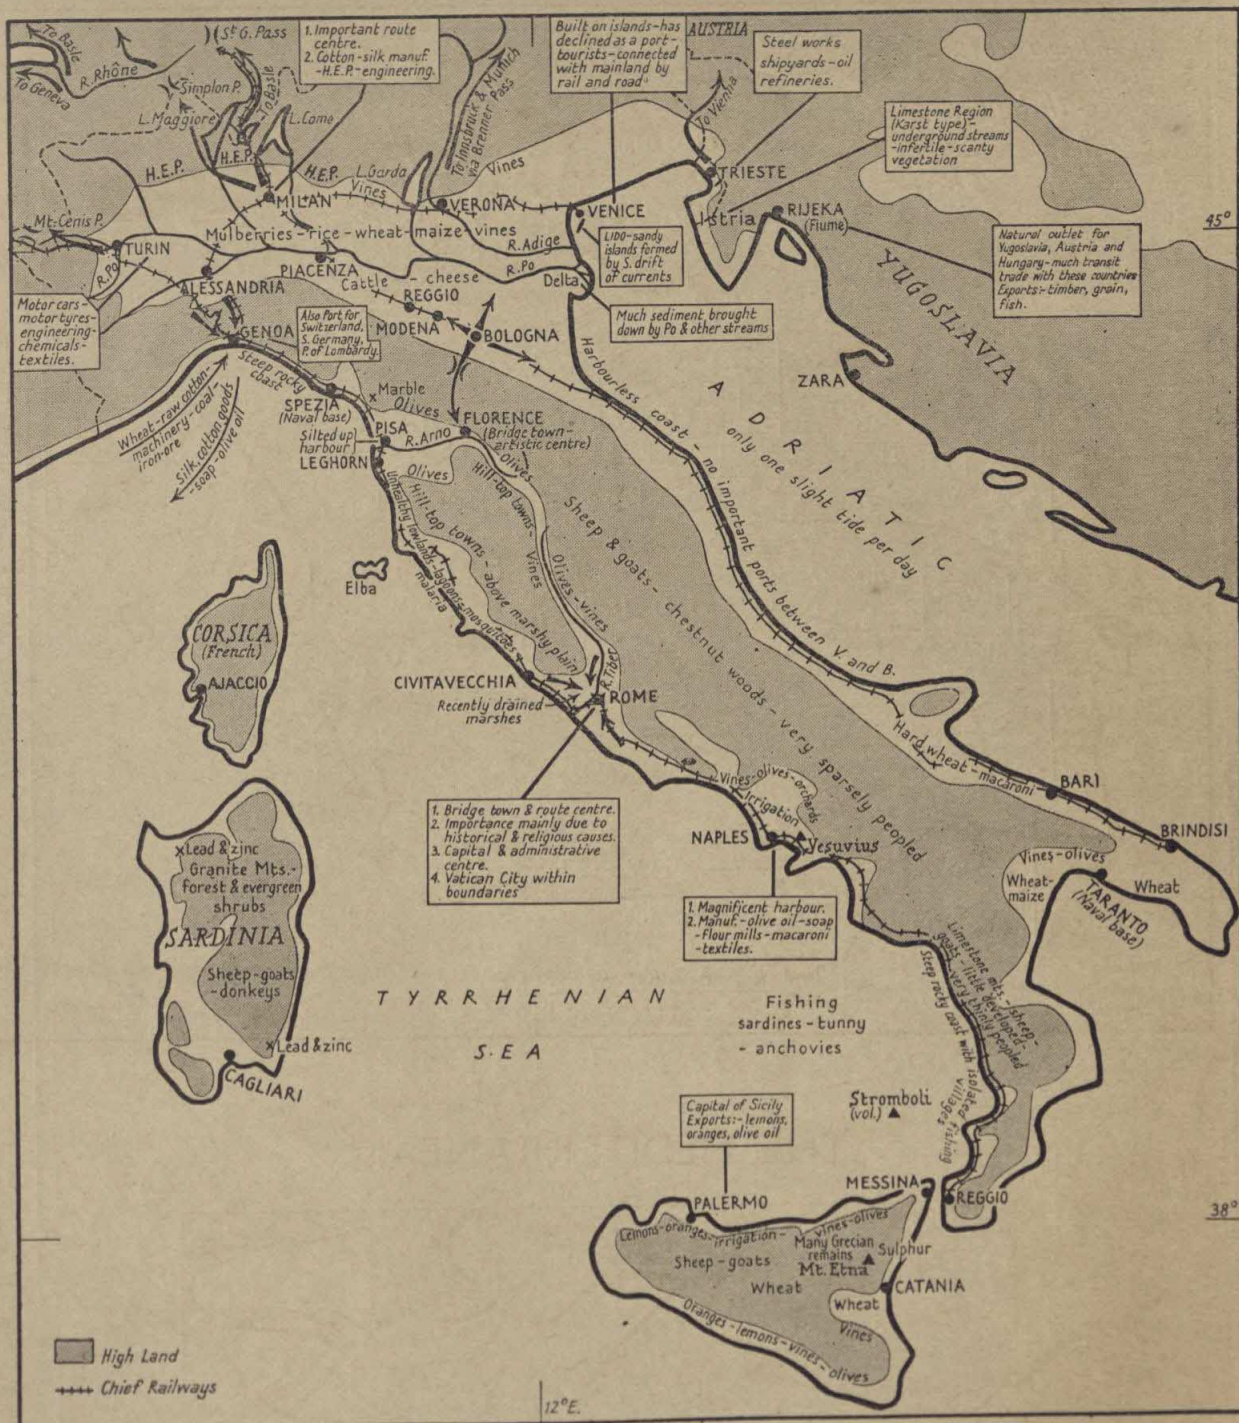 To Basle
R. Rhône
To Geneva
St G. Pass
Simplon P.
To Basle
L. Maggiore
L. Como
1. Important route
centre.
2. Cotton-silk manuf.
-H.E.P.-engineering.
To Innsbruck & Munich
via Brenner Pass
Built on islands-has
declined as a port-
tourists-connected
with mainland by
rail and road
AUSTRIA
To Vienna
Steel works
shipyards-oil
refineries.
Limestone Region
(Karst type)-
underground streams
-infertile-scanty
vegetation
H.E.P.
H.E.P.
H.E.P.
L. Garda
Vines
Vines
MILAN
VERONA
VENICE
TRIESTE
Istria
RIJEKA
(Fiume)
45°
Mt. Cenis P.
TURIN
R. Po
Mulberries-rice-wheat-maize-vines
R. Adige
R. Po
Delta
LIDO-sandy
islands formed
by S. drift
of currents
Natural outlet for
Yugoslavia, Austria and
Hungary-much transit
trade with these countries
Exports:-timber, grain,
fish.
YUGOSLAVIA
PIACENZA
Cattle - cheese
ALESSANDRIA
REGGIO
MODENA
BOLOGNA
Motor cars-
motor tyres-
engineering-
chemicals-
textiles.
GENOA
Also Port for
Switzerland,
S. Germany,
P. of Lombardy.
Much sediment brought
down by Po & other streams
Steep rocky
coast
ZARA
SPEZIA
(Naval base)
Marble
Olives
FLORENCE
(Bridge town-
artistic centre)
Wheat-raw cotton-
machinery-coal-
iron-ore
Silk, cotton goods
-soap-olive oil
PISA
Silted up
harbour
R. Arno
LEGHORN
Olives
Olives
Harbourless coast - no important ports between V. and B.
ADRIATIC
only one slight tide per day
Hill-top towns - Vines
Hill-top towns - above marshy plain
Unhealthy lowlands-lagoons-mosquitoes
malaria
Olives-vines
Sheep & goats - chestnut woods - very sparsely peopled
Elba
CORSICA
(French)
AJACCIO
CIVITAVECCHIA
Recently drained
marshes
R. Tiber
ROME
Hard wheat-macaroni
BARI
1. Bridge town & route centre.
2. Importance mainly due to
historical & religious causes.
3. Capital & administrative
centre.
4. Vatican City within
boundaries
Vines-olives-orchards
Irrigation
NAPLES
Vesuvius
BRINDISI
Vines-olives
Wheat-
maize
Wheat
TARANTO
(Naval base)
Lead & zinc
Granite Mts.-
forest & evergreen
shrubs
SARDINIA
Sheep-goats
-donkeys
1. Magnificent harbour.
2. Manuf.-olive oil-soap
-Flour mills-macaroni
-textiles.
Limestone mts.-sheep-
goats-little developed-
-very thinly peopled
Steep rocky coast with isolated fishing
villages
TYRRHENIAN
SEA
Fishing
sardines-tunny
- anchovies
Lead & zinc
CAGLIARI
Stromboli
(vol.)
Capital of Sicily
Exports:-lemons,
oranges, olive oil
MESSINA
REGGIO
38°
PALERMO
Lemons-oranges-irrigation-
vines-olives
Many Grecian
remains
Sulphur
Sheep-goats
Mt. Etna
Wheat
CATANIA
Wheat
Vines
Oranges-lemons-vines-olives
High Land
Chief Railways
12°E.